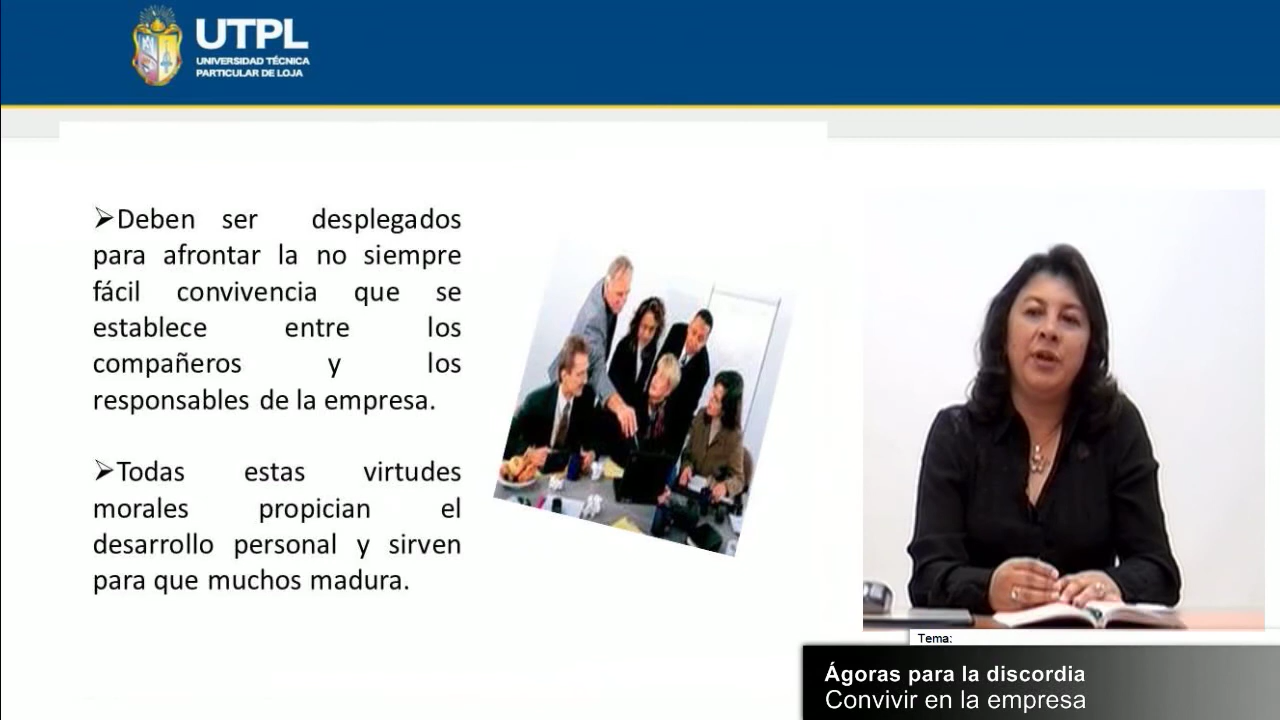 UTPL
UNIVERSIDAD TÉCNICA
PARTICULAR DE LOJA
➢Deben ser desplegados
para afrontar la no siempre
fácil convivencia que se
establece entre los
compañeros y los
responsables de la empresa.
➢Todas estas virtudes
morales propician el
desarrollo personal y sirven
para que muchos madura.
Tema:
Ágoras para la discordia
Convivir en la empresa